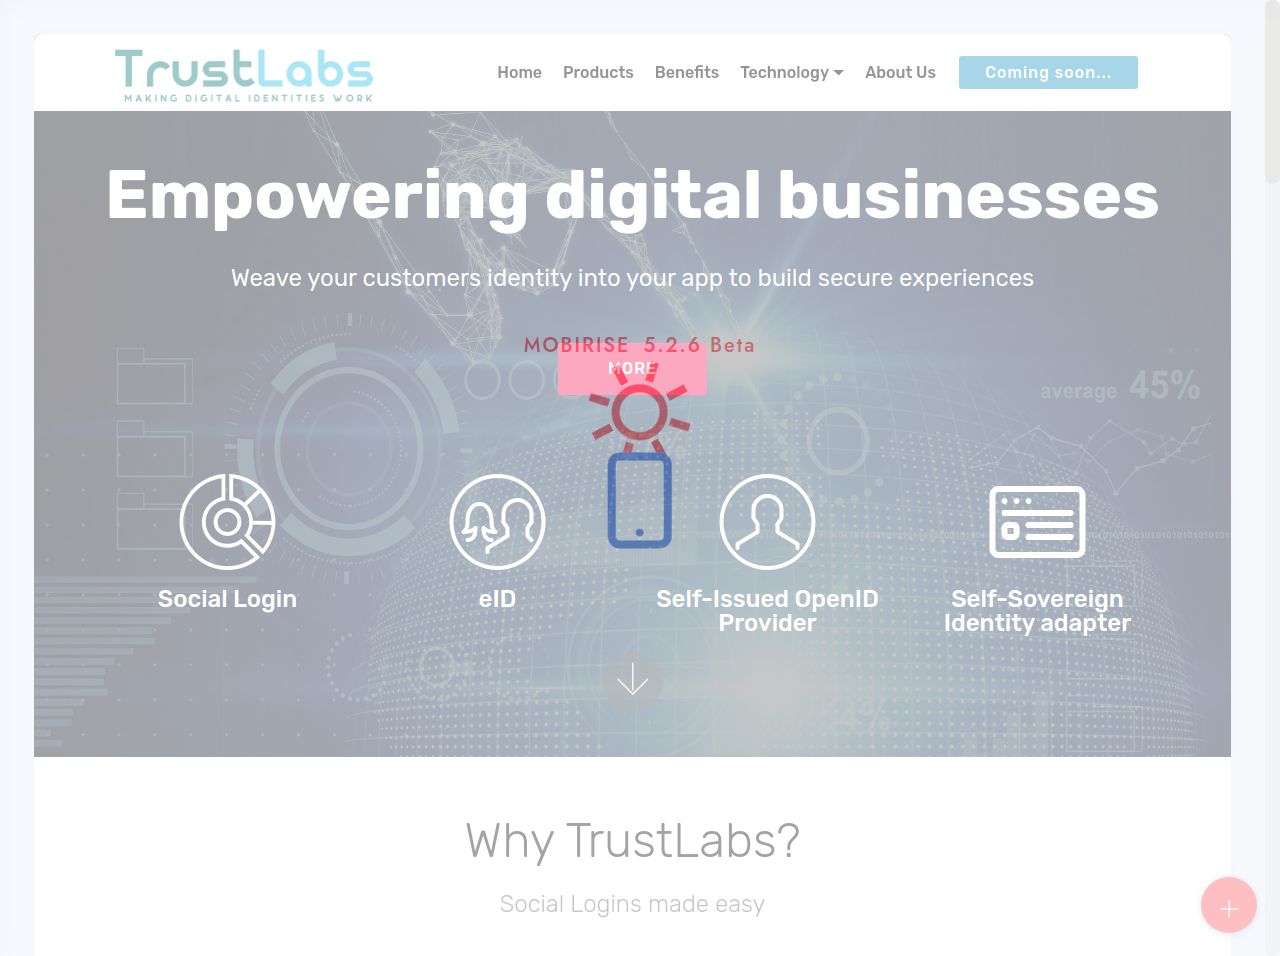 TrustLabs
MAKING DIGITAL IDENTITIES WORK
Home Products Benefits Technology About Us Coming soon...
Empowering digital businesses
Weave your customers identity into your app to build secure experiences
MOBIRISE 5.2.6 Beta
MORE
average 45%
Social Login
eID
Self-Issued OpenID
Provider
Self-Sovereign
Identity adapter
Why TrustLabs?
Social Logins made easy